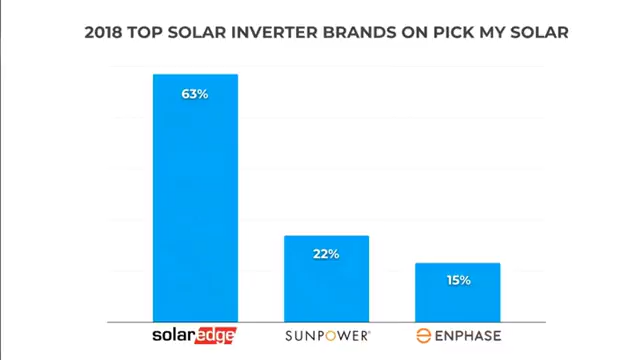 2018 TOP SOLAR INVERTER BRANDS ON PICK MY SOLAR
63%
22%
15%
solaredge
SUNPOWER®
ENPHASE